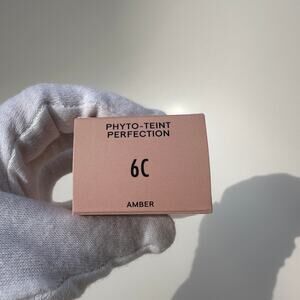 PHYTO-TEINT
PERFECTION
6C
AMBER